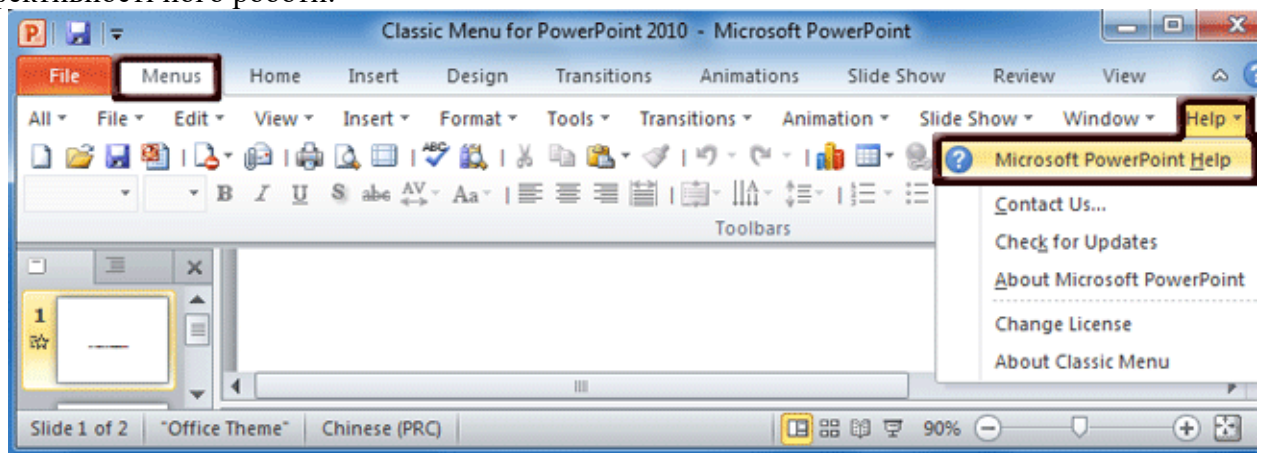 Classic Menu for PowerPoint 2010 - Microsoft PowerPoint
File Menus Home Insert Design Transitions Animations Slide Show Review View
All File Edit View Insert Format Tools Transitions Animation Slide Show Window Help
Microsoft PowerPoint Help
B I U S abc AV Aa
Contact Us...
Toolbars
Check for Updates
About Microsoft PowerPoint
1
Change License
About Classic Menu
Slide 1 of 2 "Office Theme" Chinese (PRC) 90%